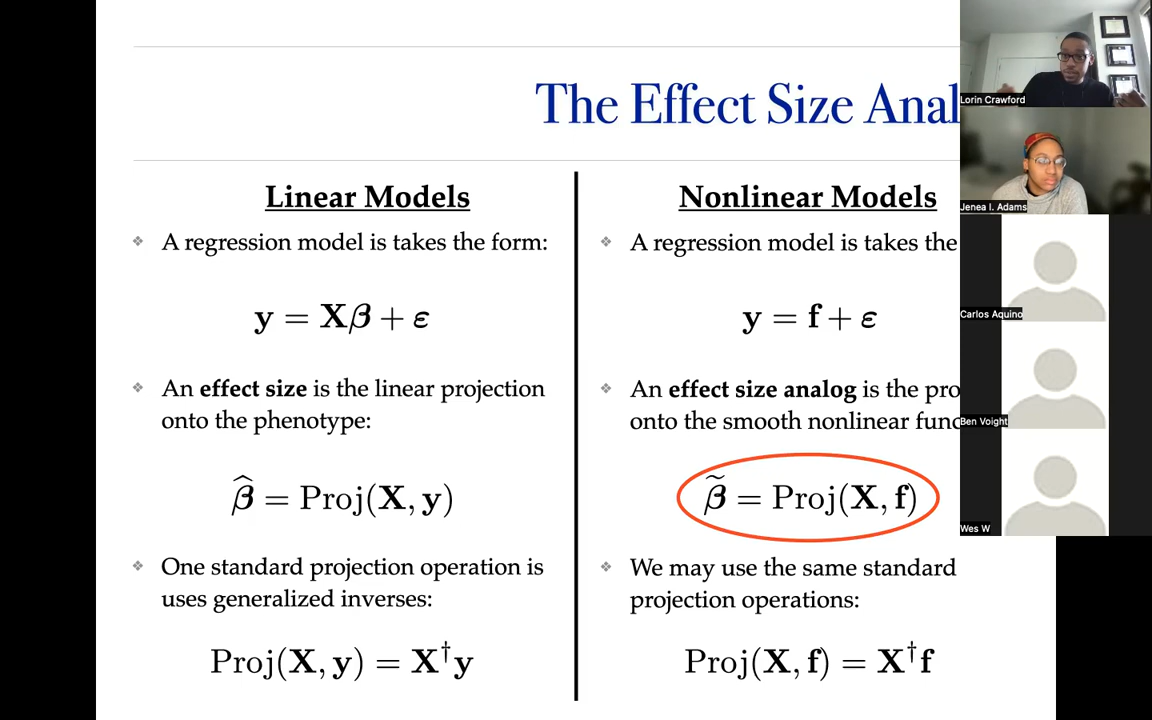 The Effect Size Anal
Linear Models
❖ A regression model is takes the form:
y = Xβ + ε
❖ An effect size is the linear projection
onto the phenotype:
β̂ = Proj(X, y)
❖ One standard projection operation is
uses generalized inverses:
Proj(X, y) = X†y
Nonlinear Models
❖ A regression model is takes the
y = f + ε
❖ An effect size analog is the pro
onto the smooth nonlinear func
β̃ = Proj(X, f)
❖ We may use the same standard
projection operations:
Proj(X, f) = X†f
Lorin Crawford
Jenea I. Adams
Carlos Aquino
Ben Voight
Wes W